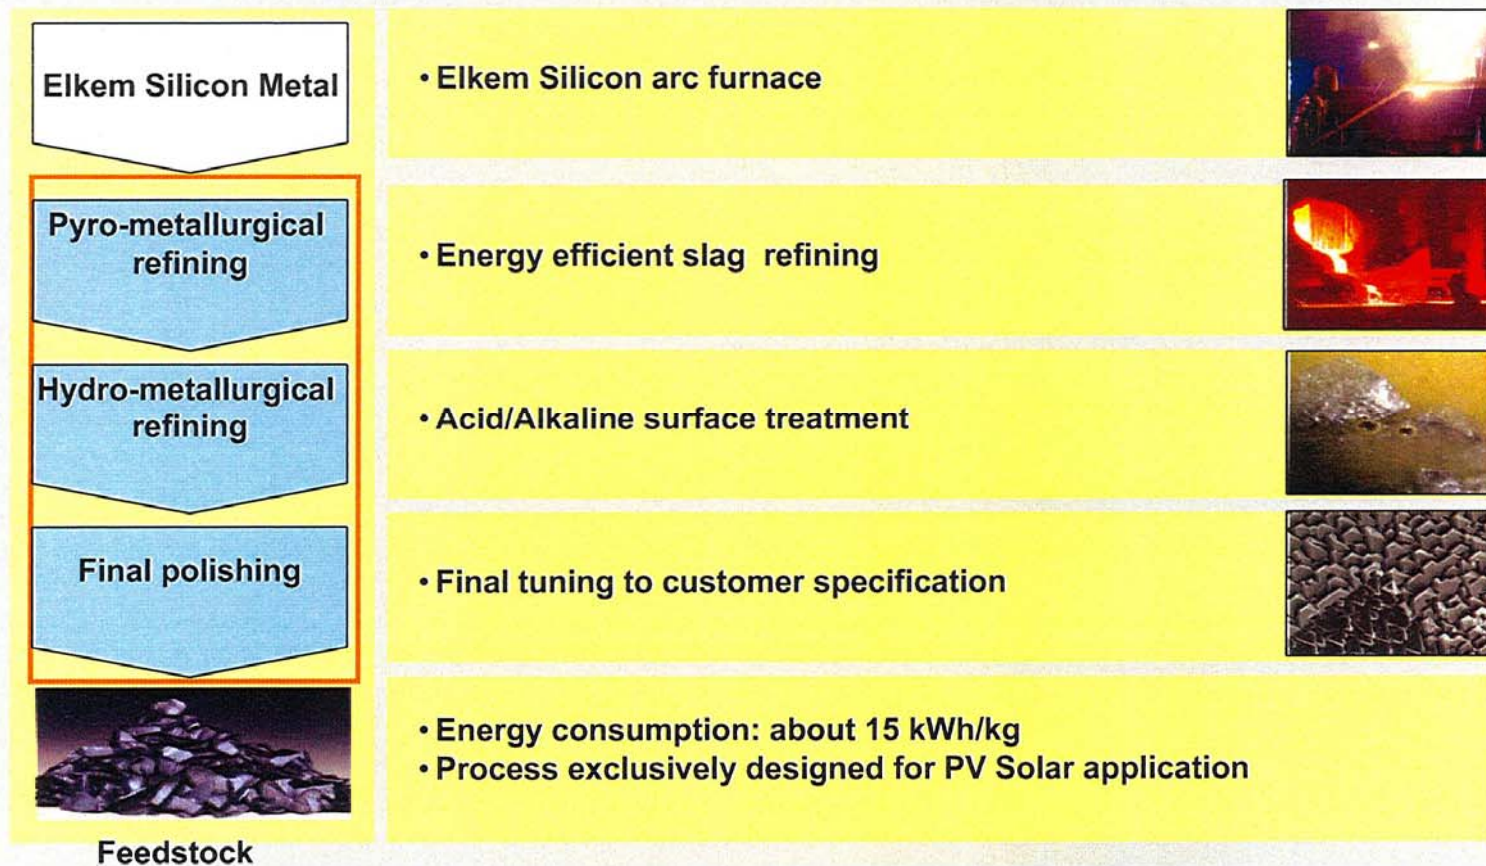 Elkem Silicon Metal
• Elkem Silicon arc furnace
Pyro-metallurgical
refining
• Energy efficient slag refining
Hydro-metallurgical
refining
• Acid/Alkaline surface treatment
Final polishing
• Final tuning to customer specification
• Energy consumption: about 15 kWh/kg
• Process exclusively designed for PV Solar application
Feedstock